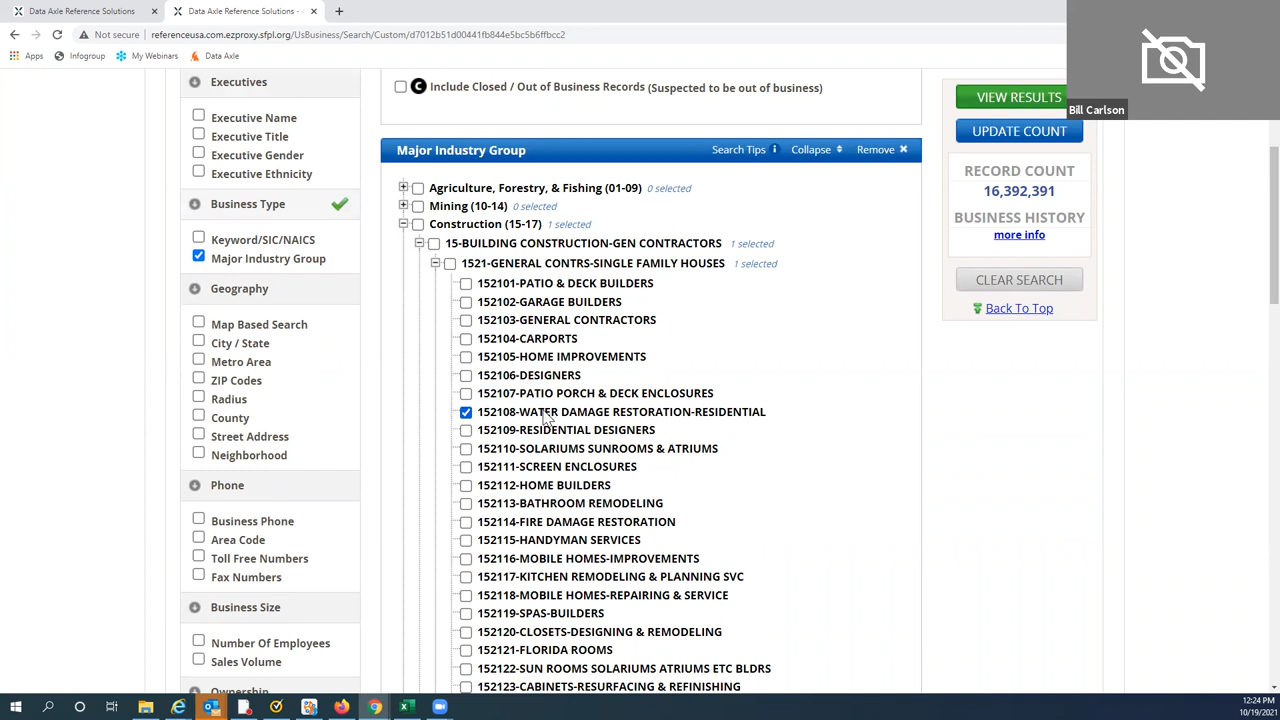 Data Axle Reference Solutions
Data Axle Reference Solutions -
Not secure
referenceusa.com.ezproxy.sfpl.org/UsBusiness/Search/Custom/d7012b51d00441fb844e5bc5b6ffbcc2
Apps
Infogroup
My Webinars
Data Axle
Bill Carlson
Executives
Executive Name
Executive Title
Executive Gender
Executive Ethnicity
Business Type
Keyword/SIC/NAICS
Major Industry Group
Geography
Map Based Search
City / State
Metro Area
ZIP Codes
Radius
County
Street Address
Neighborhood
Phone
Business Phone
Area Code
Toll Free Numbers
Fax Numbers
Business Size
Number Of Employees
Sales Volume
Ownership
C Include Closed / Out of Business Records (Suspected to be out of business)
Major Industry Group
Search Tips i Collapse Remove
Agriculture, Forestry, & Fishing (01-09) 0 selected
Mining (10-14) 0 selected
Construction (15-17) 1 selected
15-BUILDING CONSTRUCTION-GEN CONTRACTORS 1 selected
1521-GENERAL CONTRS-SINGLE FAMILY HOUSES 1 selected
152101-PATIO & DECK BUILDERS
152102-GARAGE BUILDERS
152103-GENERAL CONTRACTORS
152104-CARPORTS
152105-HOME IMPROVEMENTS
152106-DESIGNERS
152107-PATIO PORCH & DECK ENCLOSURES
152108-WATER DAMAGE RESTORATION-RESIDENTIAL
152109-RESIDENTIAL DESIGNERS
152110-SOLARIUMS SUNROOMS & ATRIUMS
152111-SCREEN ENCLOSURES
152112-HOME BUILDERS
152113-BATHROOM REMODELING
152114-FIRE DAMAGE RESTORATION
152115-HANDYMAN SERVICES
152116-MOBILE HOMES-IMPROVEMENTS
152117-KITCHEN REMODELING & PLANNING SVC
152118-MOBILE HOMES-REPAIRING & SERVICE
152119-SPAS-BUILDERS
152120-CLOSETS-DESIGNING & REMODELING
152121-FLORIDA ROOMS
152122-SUN ROOMS SOLARIUMS ATRIUMS ETC BLDRS
152123-CABINETS-RESURFACING & REFINISHING
VIEW RESULTS
UPDATE COUNT
RECORD COUNT
16,392,391
BUSINESS HISTORY
more info
CLEAR SEARCH
Back To Top
12:24 PM
10/19/2021